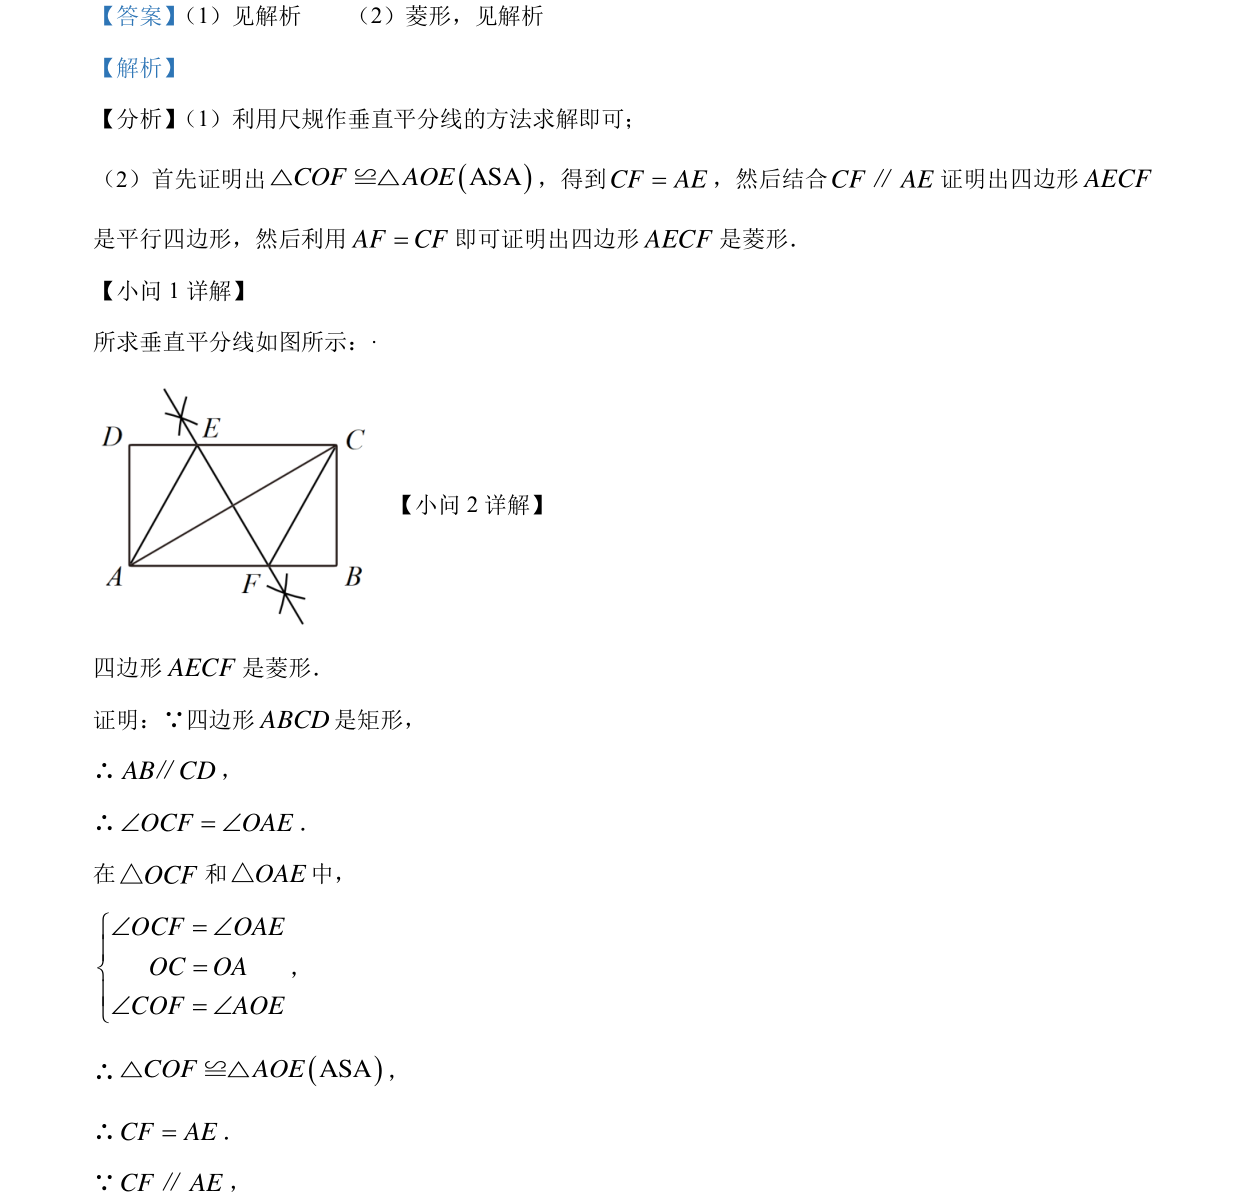 【答案】（1）见解析 （2）菱形，见解析
【解析】
【分析】（1）利用尺规作垂直平分线的方法求解即可；
（2）首先证明出△COF≌△AOE(ASA)，得到CF = AE，然后结合CF∥AE证明出四边形AECF
是平行四边形，然后利用AF = CF即可证明出四边形AECF是菱形．
【小问 1 详解】
所求垂直平分线如图所示：·
D E C
【小问 2 详解】
A F B
四边形AECF是菱形．
证明：∵四边形ABCD是矩形，
∴AB∥CD，
∴∠OCF = ∠OAE．
在△OCF和△OAE中，
∠OCF = ∠OAE
OC = OA ，
∠COF = ∠AOE
∴△COF≌△AOE(ASA)，
∴CF = AE．
∵CF∥AE，